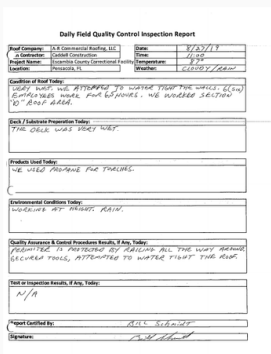 Daily Field Quality Control Inspection Report
Roof Company: A-R Commercial Roofing, LLC Date: 8/27/19
Contractor: Caddell Construction Time: 11:00
Project Name: Escambia County Correctional Facility Temperature: 87°
Location: Pensacola, FL Weather: CLOUDY / RAIN
Condition of Roof Today:
VERY WET. WE ATTEMPTED TO WATER TIGHT THE WALLS. 6 (SIX)
EMPLOYEES WORK FOR HOURS. WE WORKED SECTION
"D" ROOF AREA.
Deck / Substrate Preparation Today:
THE DECK WAS VERY WET.
Products Used Today:
WE USED PROPANE FOR TORCHES.
Environmental Conditions Today:
WORKING AT HEIGHT. RAIN.
Quality Assurance & Control Procedures Results, If Any, Today:
PERIMETER IS PROTECTED BY RAILING ALL THE WAY AROUND
SECURED TOOLS, ATTEMPTED TO WATER TIGHT THE ROOF.
Test or Inspection Results, If Any, Today:
N/A
Report Certified By: BILL Schmidt
Signature: